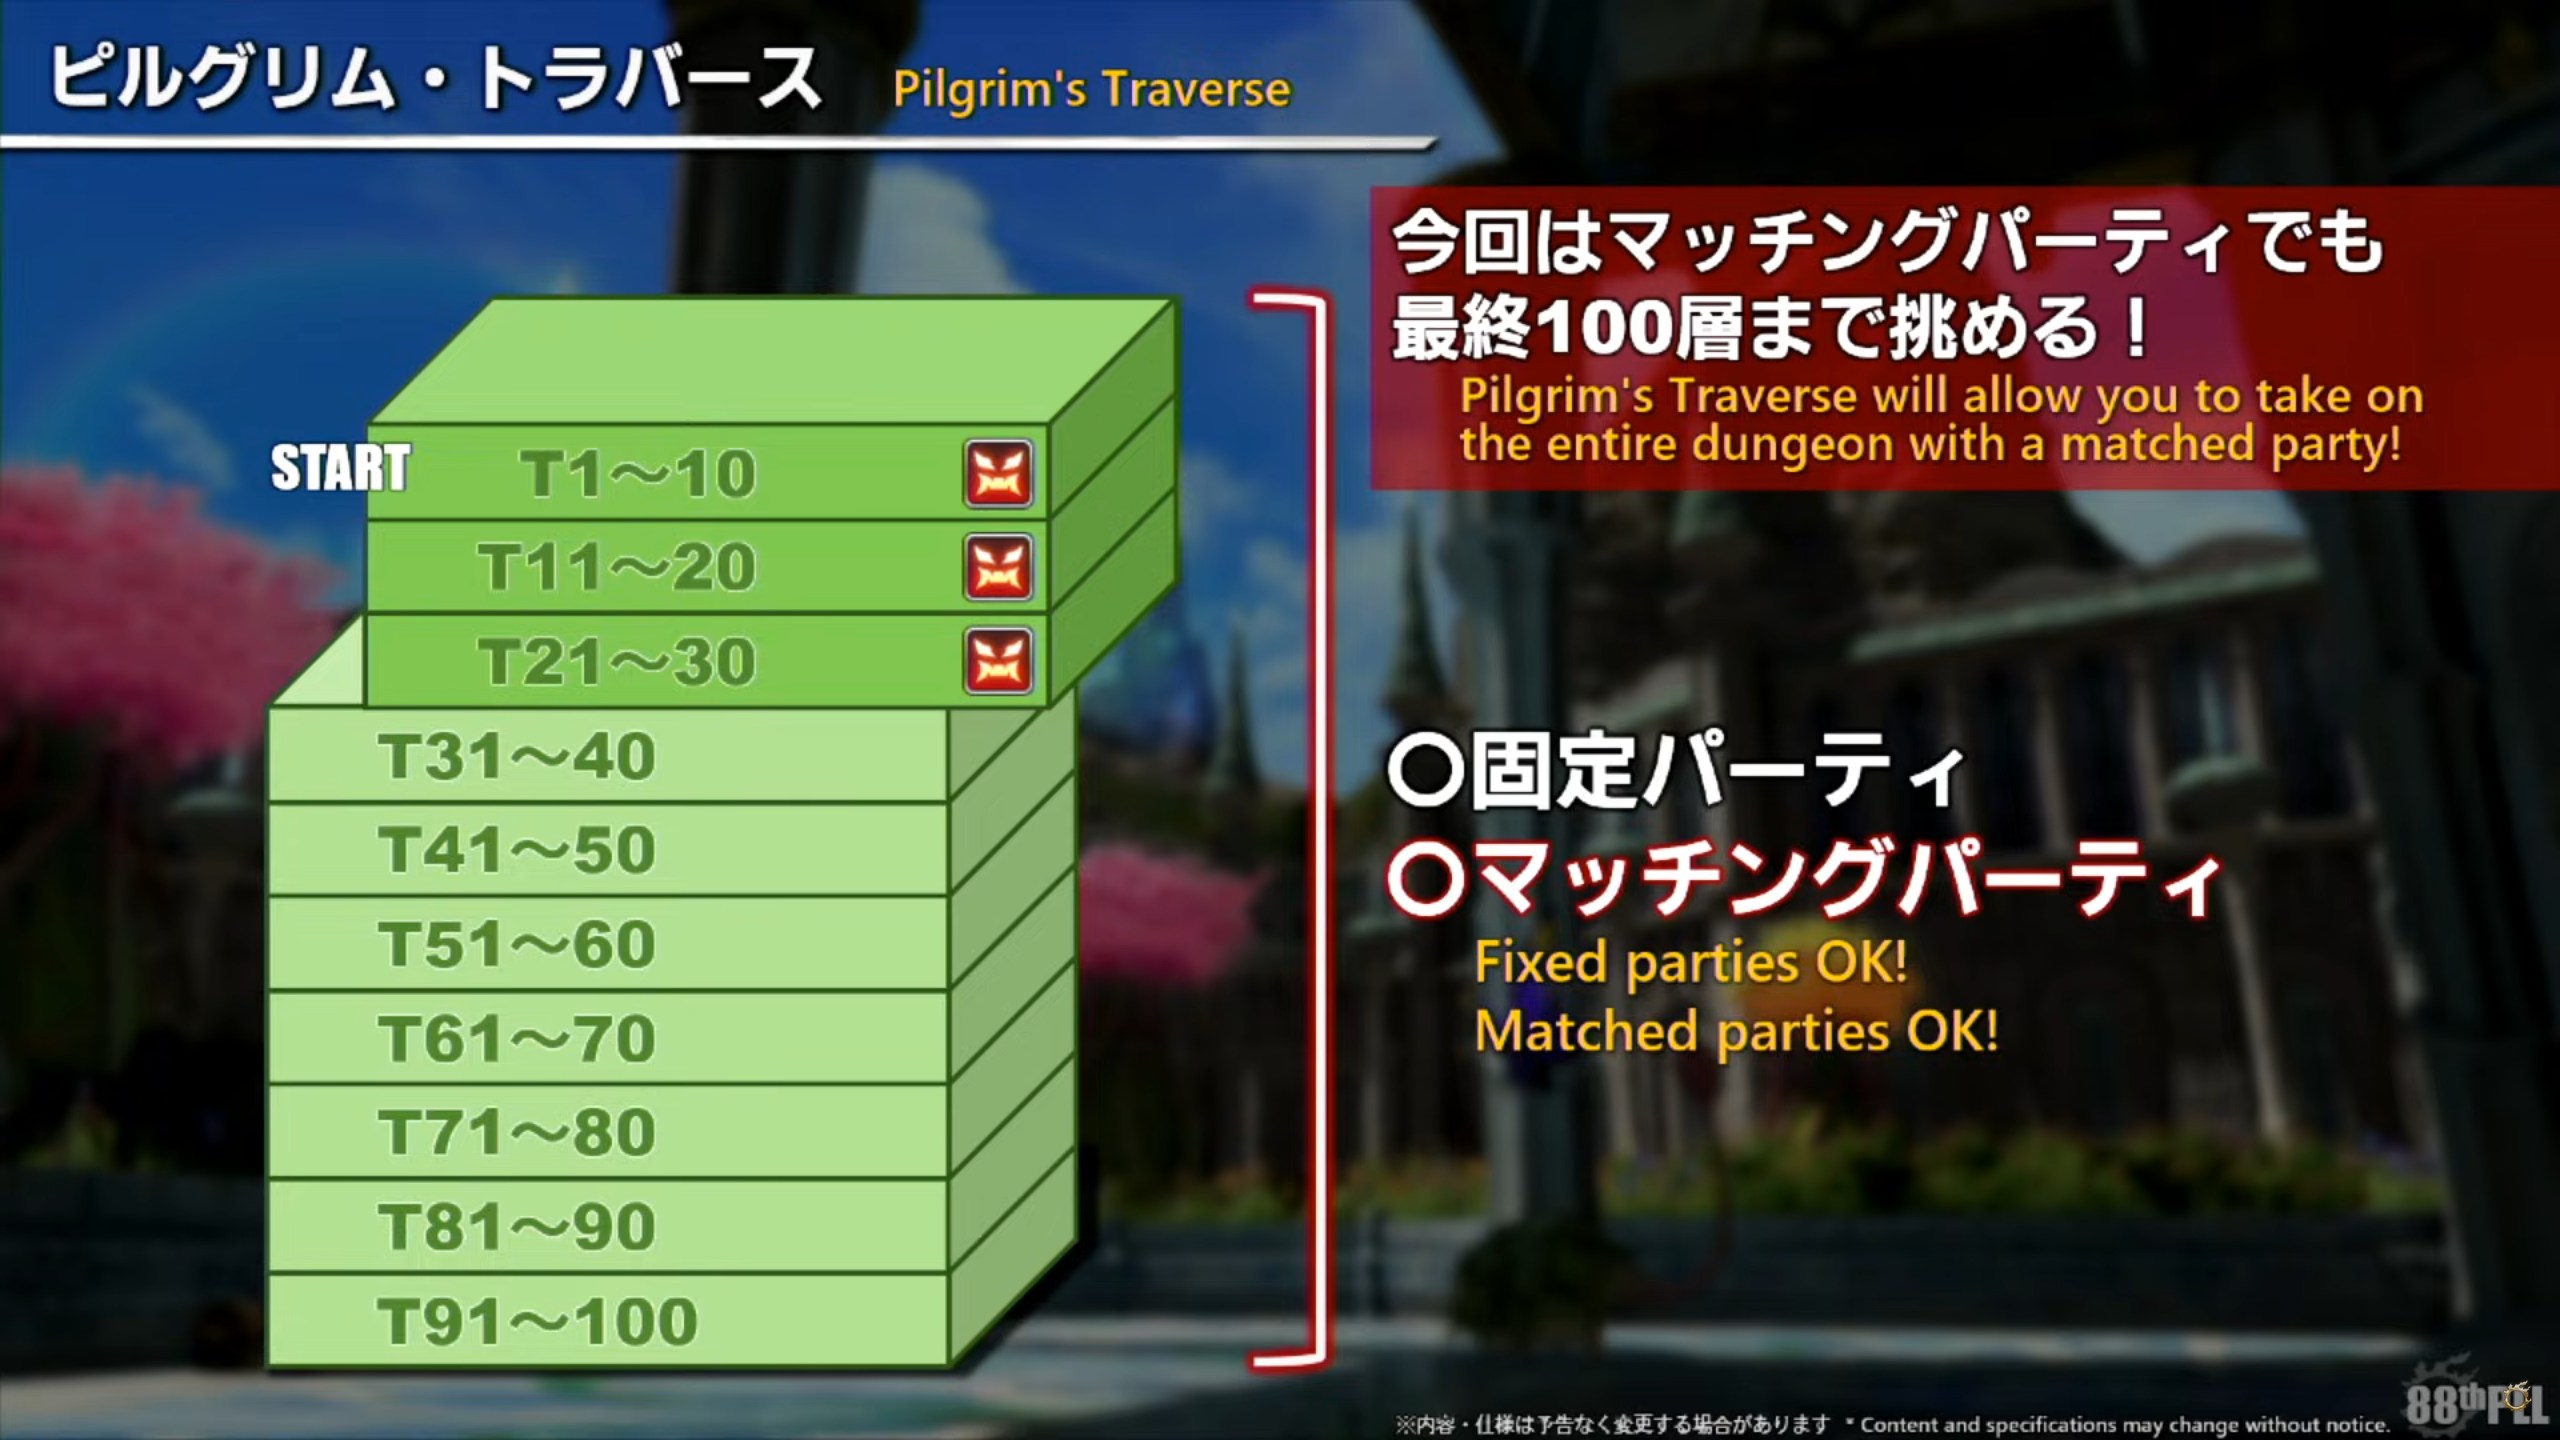 ピルグリム・トラバース Pilgrim's Traverse
今回はマッチングパーティでも
最終100層まで挑める！
Pilgrim's Traverse will allow you to take on
the entire dungeon with a matched party!
START T1～10
T11～20
T21～30
T31～40
T41～50
T51～60
T61～70
T71～80
T81～90
T91～100
〇固定パーティ
〇マッチングパーティ
Fixed parties OK!
Matched parties OK!
※内容・仕様は予告なく変更する場合があります * Content and specifications may change without notice.
88thPLL